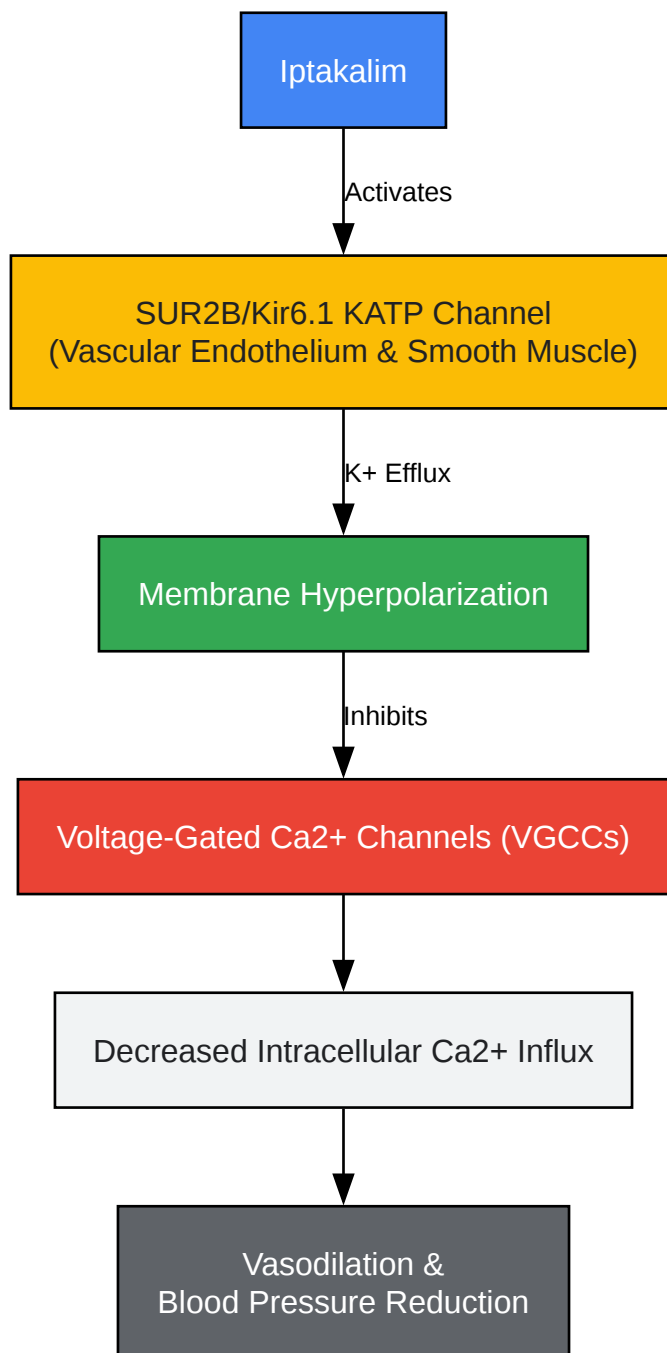 Iptakalim
Activates
SUR2B/Kir6.1 KATP Channel
(Vascular Endothelium & Smooth Muscle)
K+ Efflux
Membrane Hyperpolarization
Inhibits
Voltage-Gated Ca2+ Channels (VGCCs)
Decreased Intracellular Ca2+ Influx
Vasodilation &
Blood Pressure Reduction